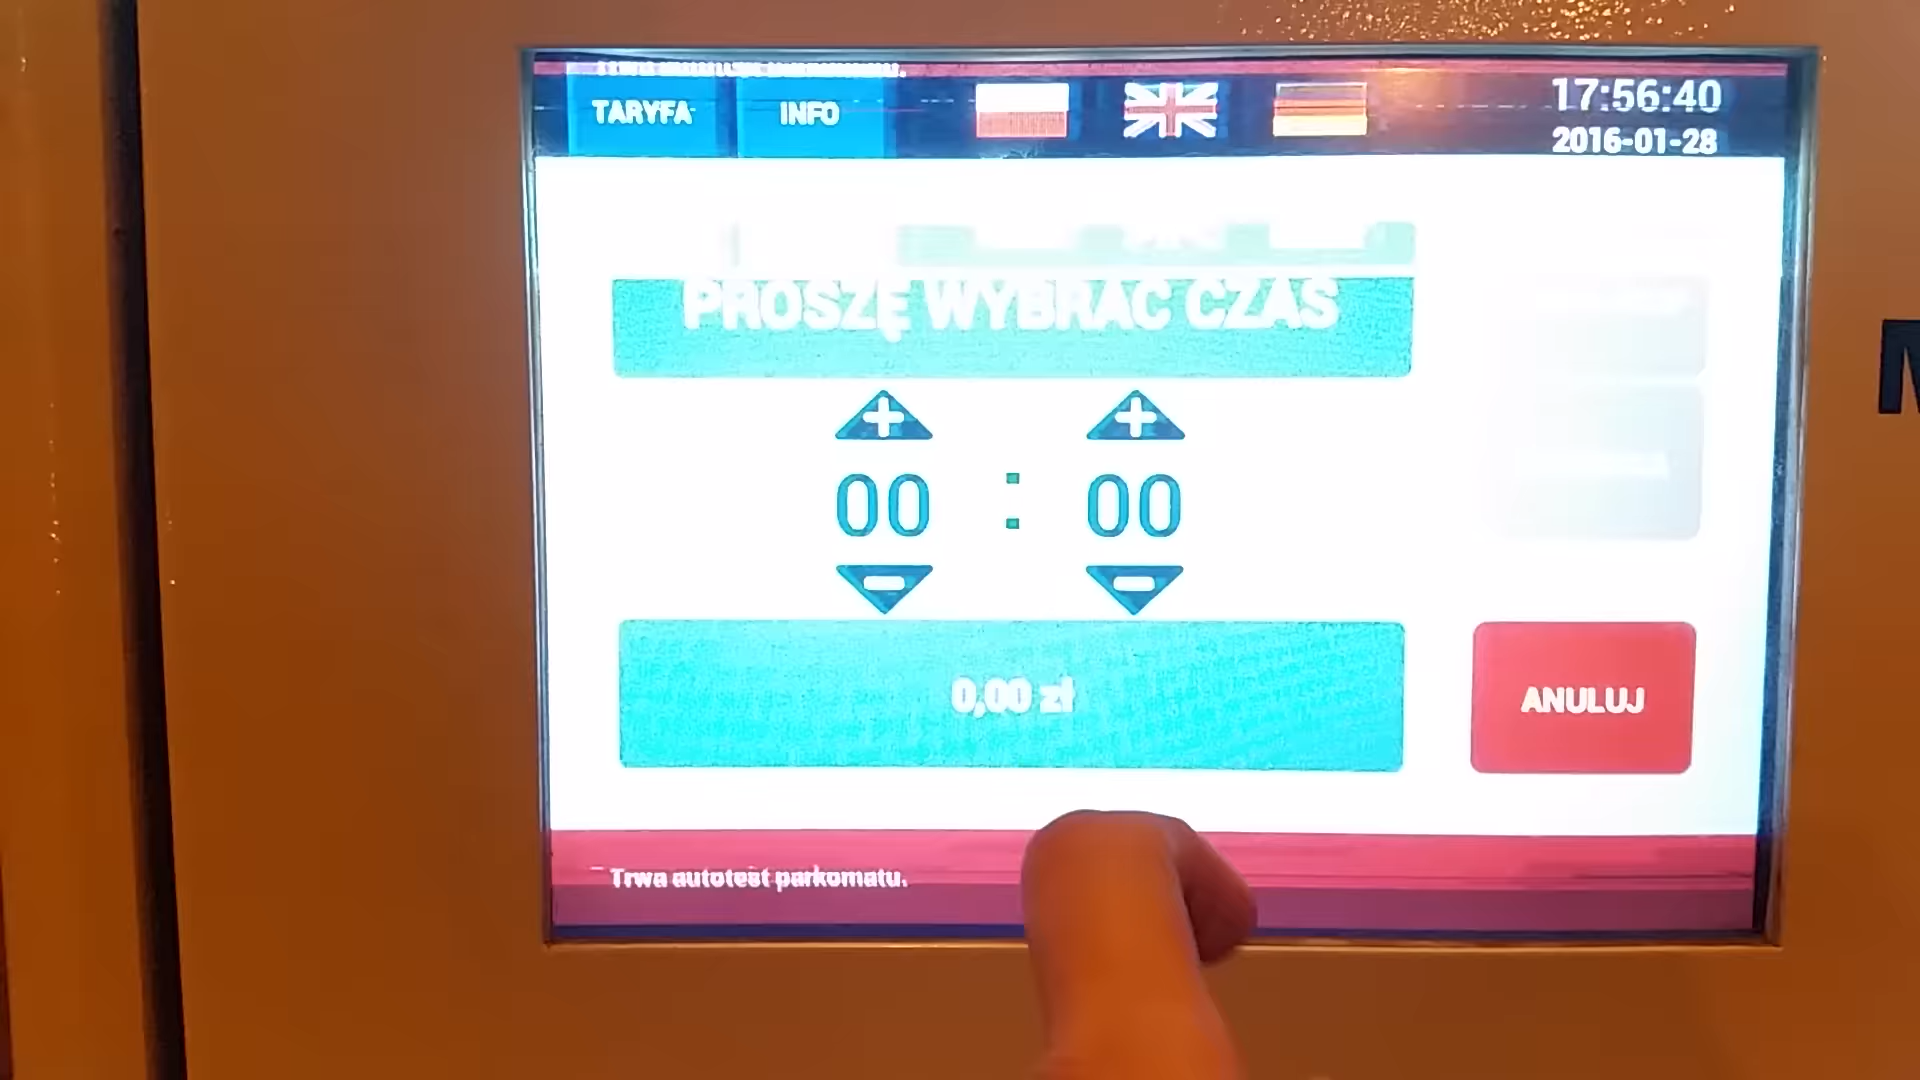 TARYFA
INFO
17:56:40
2016-01-28
PROSZĘ WYBRAĆ CZAS
00 : 00
0,00 zł
ANULUJ
Trwa autotest parkomatu.